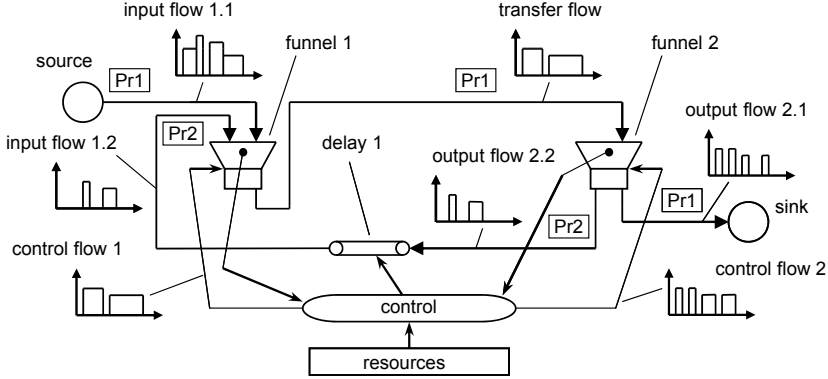 input flow 1.1
transfer flow
source
funnel 1
funnel 2
Pr1
Pr1
output flow 2.1
Pr2
input flow 1.2
delay 1
output flow 2.2
Pr1
sink
Pr2
control flow 1
control flow 2
control
resources